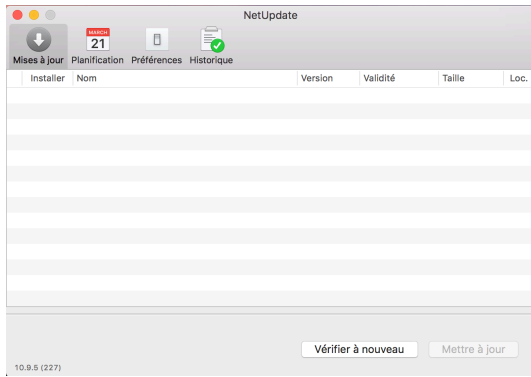 NetUpdate
MARCH
21
Mises à jour Planification Préférences Historique
Installer Nom Version Validité Taille Loc.
Vérifier à nouveau Mettre à jour
10.9.5 (227)